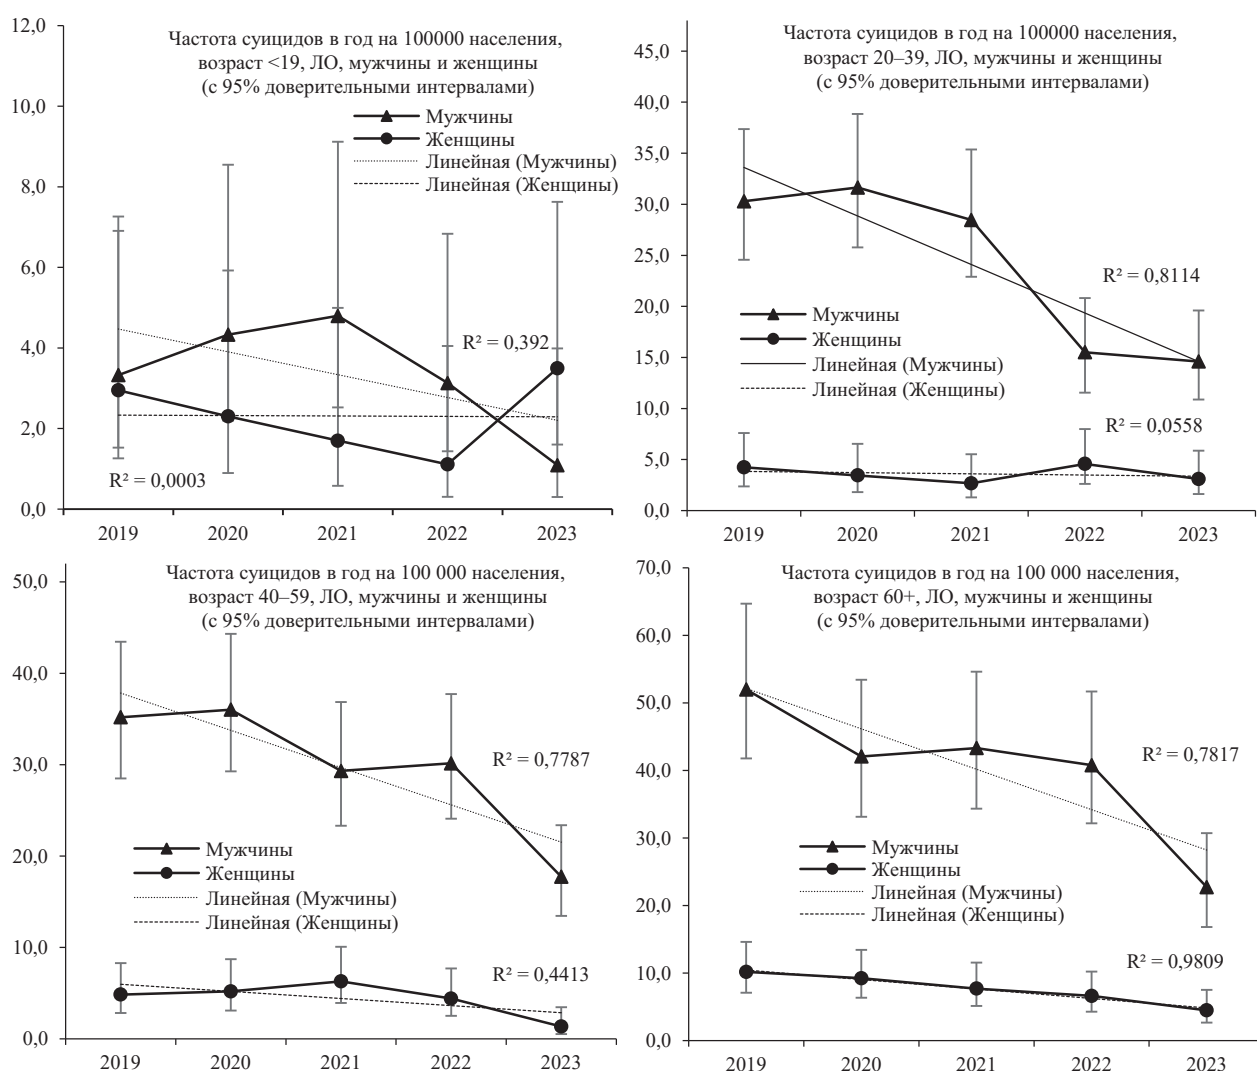 Частота суицидов в год на 100000 населения,
возраст <19, ЛО, мужчины и женщины
(с 95% доверительными интервалами)
Мужчины
Женщины
Линейная (Мужчины)
Линейная (Женщины)
12,0
10,0
8,0
6,0
4,0
2,0
0,0
R² = 0,392
R² = 0,0003
2019 2020 2021 2022 2023
Частота суицидов в год на 100000 населения,
возраст 20–39, ЛО, мужчины и женщины
(с 95% доверительными интервалами)
45,0
40,0
35,0
30,0
25,0
20,0
15,0
10,0
5,0
0,0
R² = 0,8114
Мужчины
Женщины
Линейная (Мужчины)
Линейная (Женщины)
R² = 0,0558
2019 2020 2021 2022 2023
Частота суицидов в год на 100 000 населения,
возраст 40–59, ЛО, мужчины и женщины
(с 95% доверительными интервалами)
50,0
40,0
30,0
20,0
10,0
0,0
R² = 0,7787
Мужчины
Женщины
Линейная (Мужчины)
Линейная (Женщины)
R² = 0,4413
2019 2020 2021 2022 2023
Частота суицидов в год на 100 000 населения,
возраст 60+, ЛО, мужчины и женщины
(с 95% доверительными интервалами)
70,0
60,0
50,0
40,0
30,0
20,0
10,0
0,0
R² = 0,7817
Мужчины
Женщины
Линейная (Мужчины)
Линейная (Женщины)
R² = 0,9809
2019 2020 2021 2022 2023